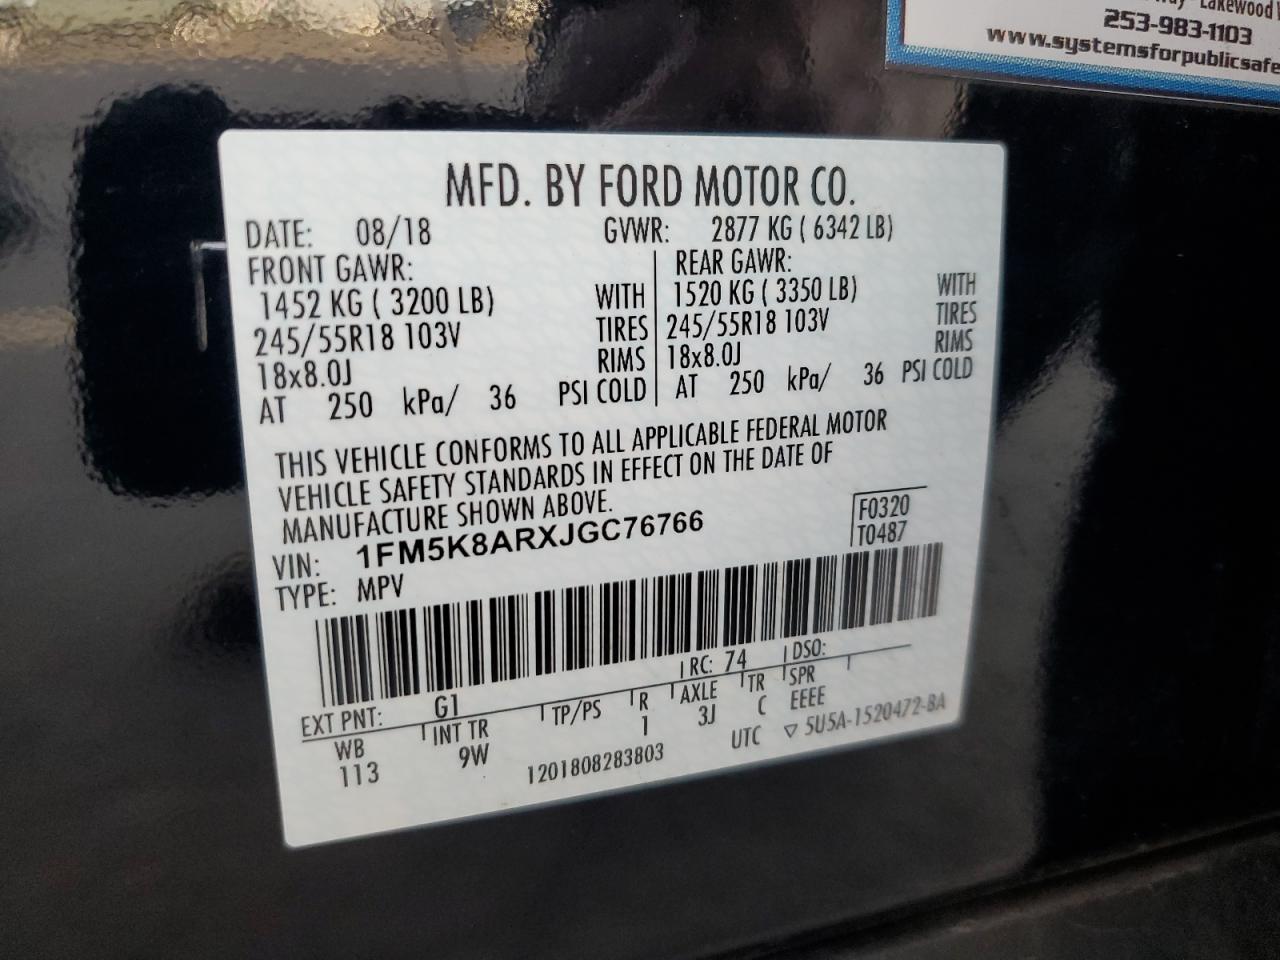 Lakewood
253-983-1103
www.systemsforpublicsafe
MFD. BY FORD MOTOR CO.
DATE: 08/18 GVWR: 2877 KG ( 6342 LB)
FRONT GAWR: REAR GAWR:
1452 KG ( 3200 LB) WITH 1520 KG ( 3350 LB) WITH
245/55R18 103V TIRES 245/55R18 103V TIRES
18x8.0J RIMS 18x8.0J RIMS
AT 250 kPa/ 36 PSI COLD AT 250 kPa/ 36 PSI COLD
THIS VEHICLE CONFORMS TO ALL APPLICABLE FEDERAL MOTOR
VEHICLE SAFETY STANDARDS IN EFFECT ON THE DATE OF
MANUFACTURE SHOWN ABOVE.
F0320
VIN: 1FM5K8ARXJGC76766
T0487
TYPE: MPV
EXT PNT: G1 RC: 74 DSO:
WB INT TR TP/PS R AXLE TR SPR
113 9W 1 3J C EEEE
1201808283803 UTC ▽ 5U5A-1520472-BA